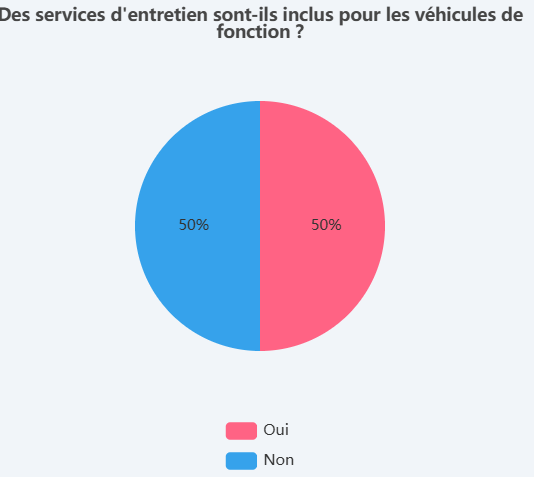 Des services d'entretien sont-ils inclus pour les véhicules de
fonction ?
50%
50%
Oui
Non